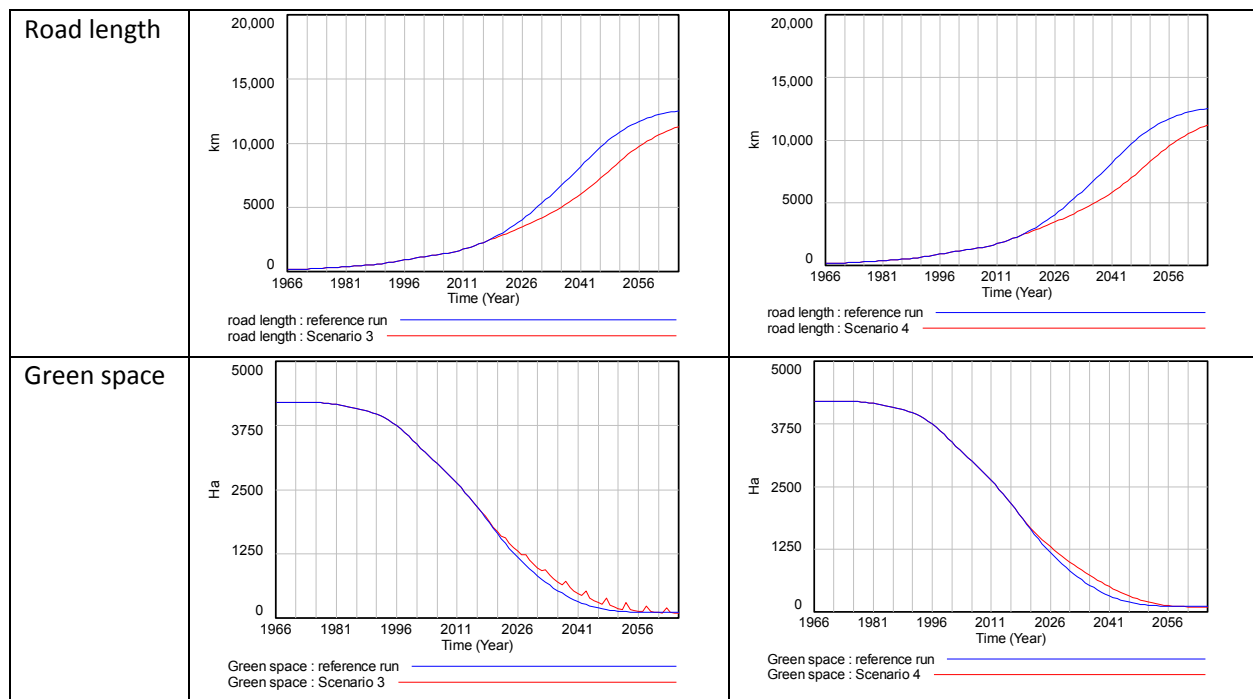 Road length
20,000
15,000
10,000
5000
0
km
1966 1981 1996 2011 2026 2041 2056
Time (Year)
road length : reference run
road length : Scenario 3
20,000
15,000
10,000
5000
0
km
1966 1981 1996 2011 2026 2041 2056
Time (Year)
road length : reference run
road length : Scenario 4
Green space
5000
3750
2500
1250
0
Ha
1966 1981 1996 2011 2026 2041 2056
Time (Year)
Green space : reference run
Green space : Scenario 3
5000
3750
2500
1250
0
Ha
1966 1981 1996 2011 2026 2041 2056
Time (Year)
Green space : reference run
Green space : Scenario 4